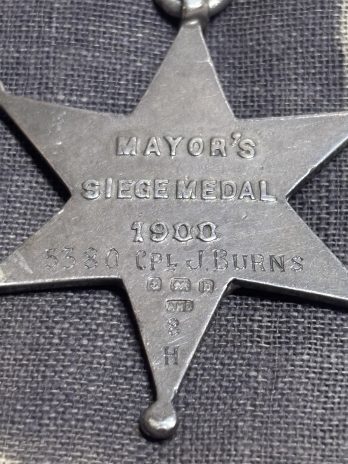 MAYOR'S
SIEGE MEDAL
1900
5380 CPL J. BURNS
H